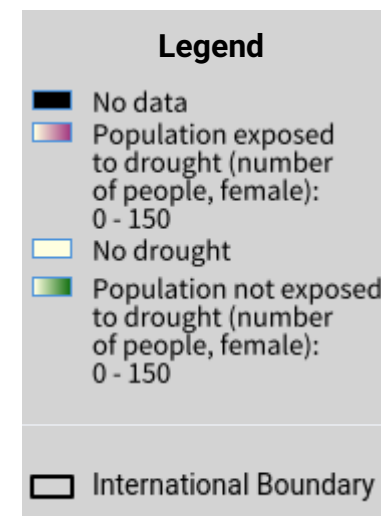 Legend
No data
Population exposed
to drought (number
of people, female):
0 - 150
No drought
Population not exposed
to drought (number
of people, female):
0 - 150
International Boundary